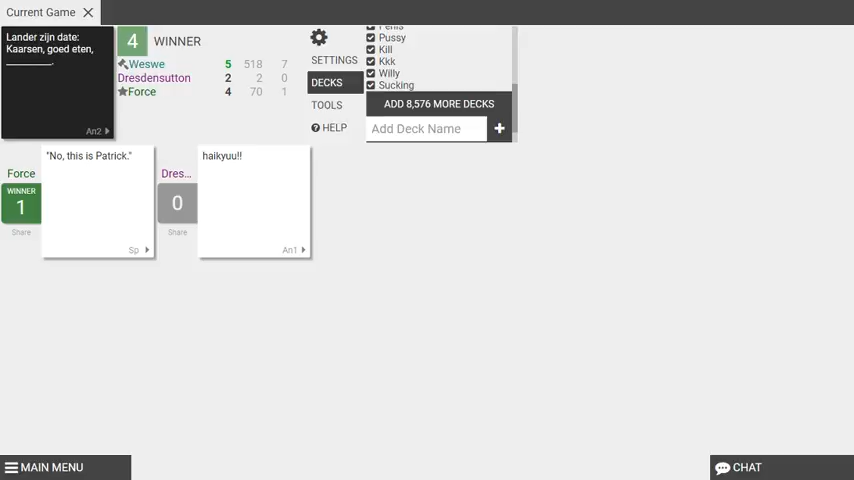 Current Game
Lander zijn date:
Kaarsen, goed eten,
_________.
An2
4 WINNER
Weswe 5 518 7
Dresdensutton 2 2 0
Force 4 70 1
SETTINGS
DECKS
TOOLS
HELP
Penis
Pussy
Kill
Kkk
Willy
Sucking
ADD 8,576 MORE DECKS
Add Deck Name
Force
WINNER
1
Share
"No, this is Patrick."
Sp
Dres...
0
Share
haikyuu!!
An1
MAIN MENU
CHAT